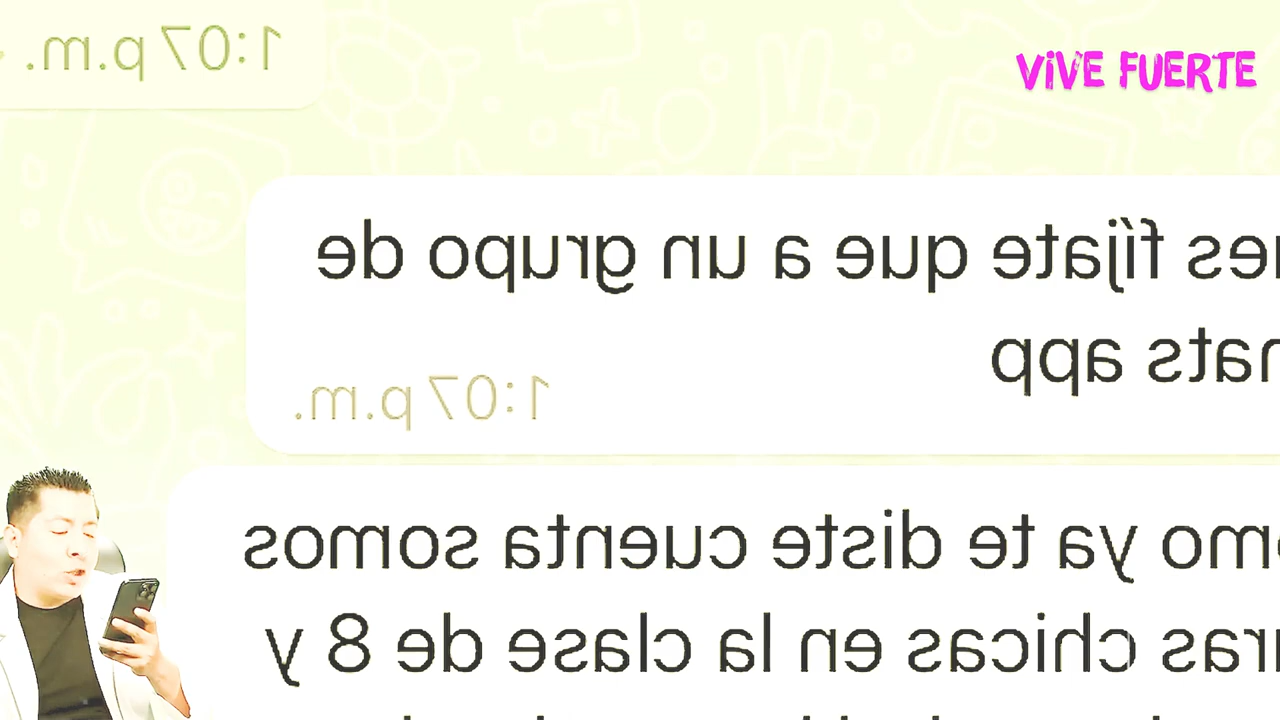 1:07 p.m.
VIVE FUERTE
es fíjate que a un grupo de
ats app
1:07 p.m.
mo ya te diste cuenta somos
ras chicas en la clase de 8 y